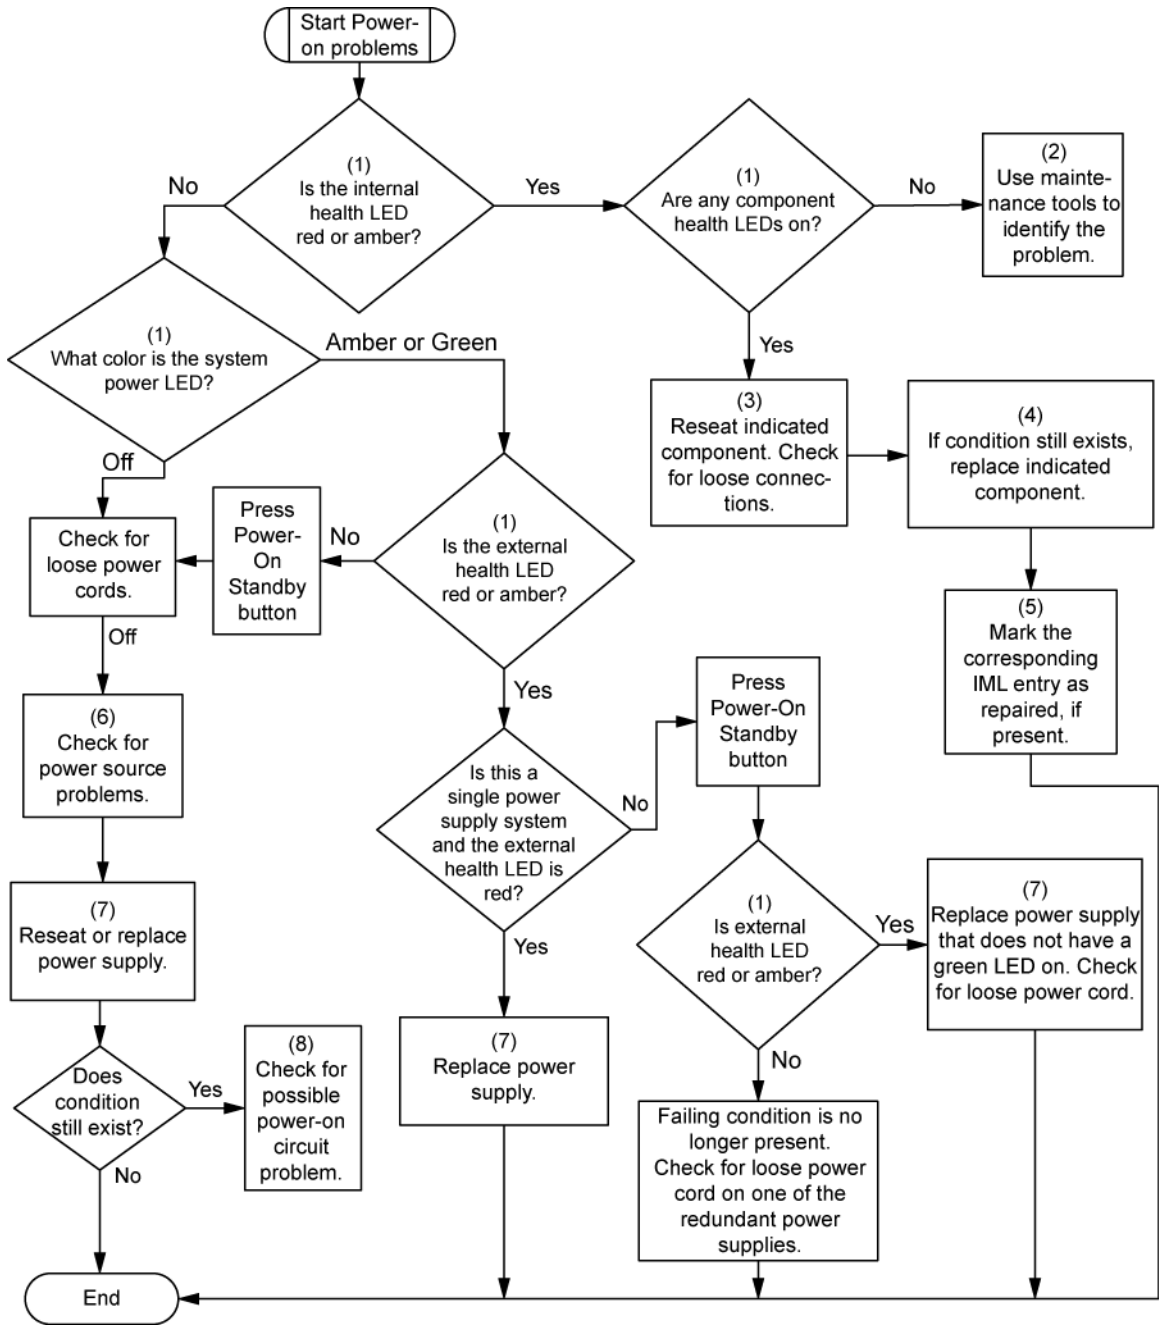 Start Power-
on problems
(1)
Is the internal
health LED
red or amber?
No
Yes
(1)
Are any component
health LEDs on?
No
(2)
Use mainte-
nance tools to
identify the
problem.
Yes
(1)
What color is the system
power LED?
Amber or Green
Off
(3)
Reseat indicated
component. Check
for loose connec-
tions.
(4)
If condition still exists,
replace indicated
component.
Check for
loose power
cords.
Press
Power-
On
Standby
button
No
(1)
Is the external
health LED
red or amber?
Off
Yes
(5)
Mark the
corresponding
IML entry as
repaired, if
present.
(6)
Check for
power source
problems.
Is this a
single power
supply system
and the external
health LED is
red?
No
Press
Power-On
Standby
button
Yes
(7)
Reseat or replace
power supply.
(1)
Is external
health LED
red or amber?
Yes
(7)
Replace power supply
that does not have a
green LED on. Check
for loose power cord.
No
(7)
Replace power
supply.
Does
condition
still exist?
Yes
(8)
Check for
possible
power-on
circuit
problem.
No
Failing condition is no
longer present.
Check for loose power
cord on one of the
redundant power
supplies.
End